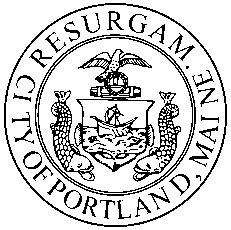 RESURGAM.
CITY OF PORTLAND, MAINE.